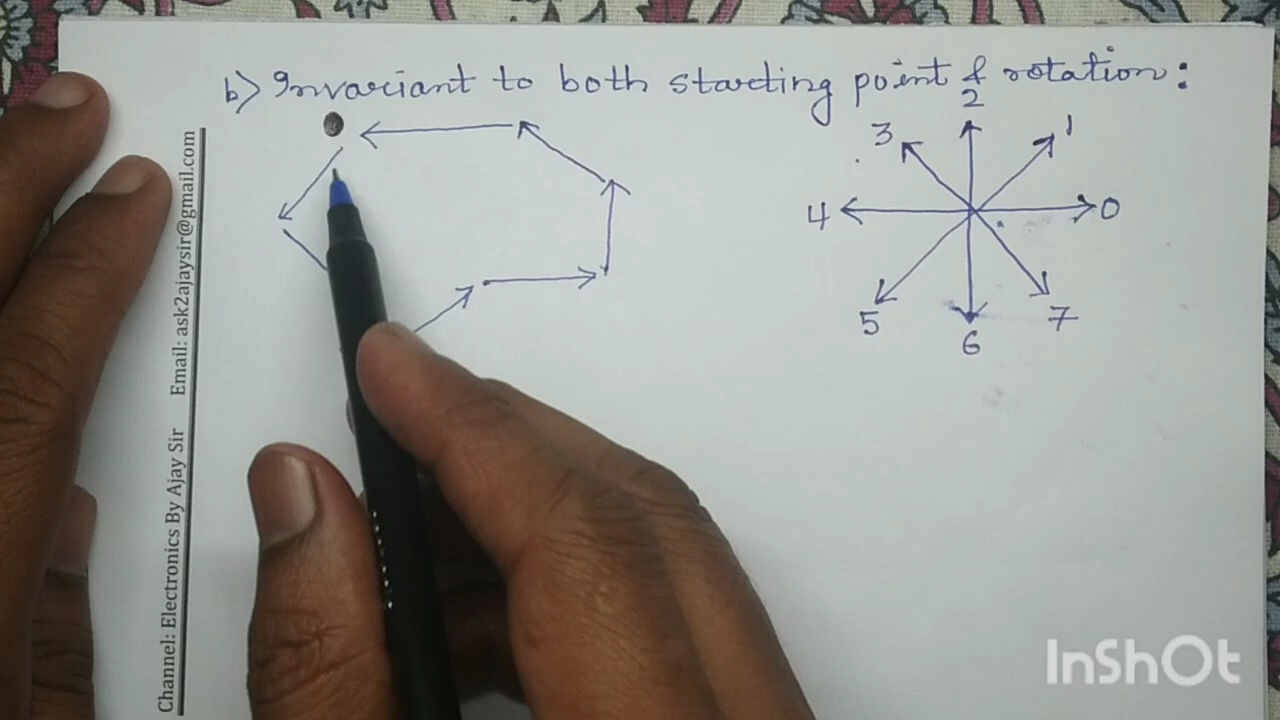 b) Invariant to both starting point & rotation:
2
3
1
4
0
5
7
6
Channel: Electronics By Ajay Sir Email: ask2ajaysir@gmail.com
InShOt